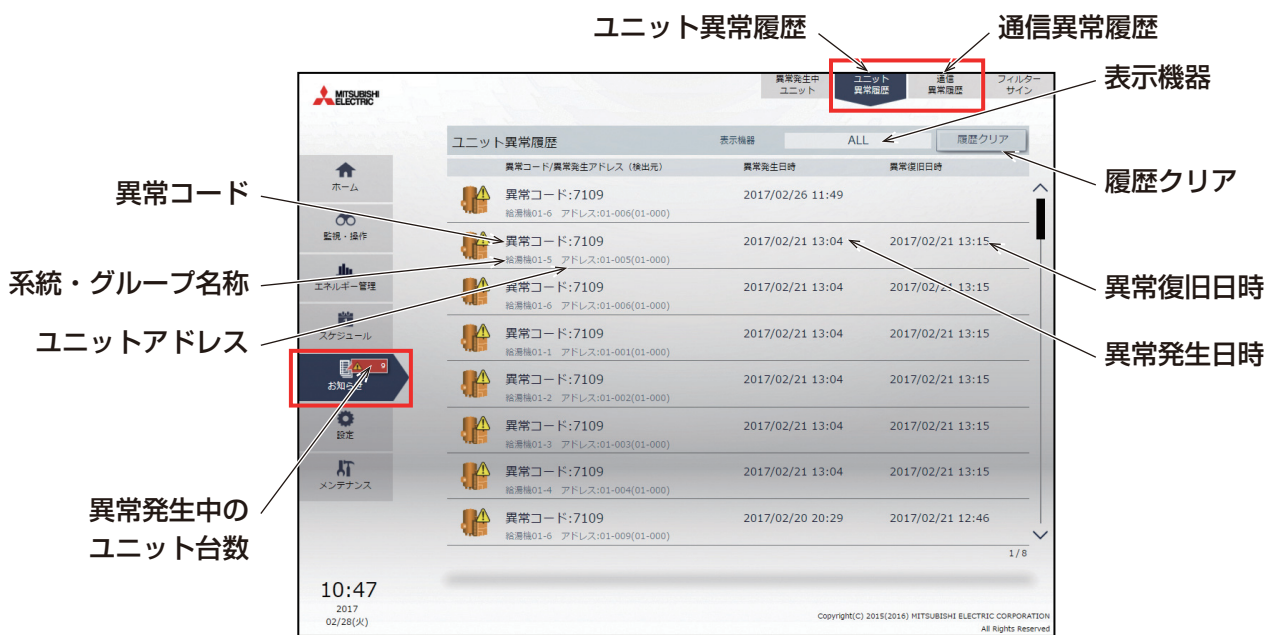 ユニット異常履歴
通信異常履歴
表示機器
履歴クリア
異常復旧日時
異常発生日時
異常コード
系統・グループ名称
ユニットアドレス
異常発生中の
ユニット台数
MITSUBISHI
ELECTRIC
異常発生中
ユニット
ユニット
異常履歴
通信
異常履歴
フィルター
サイン
ユニット異常履歴 表示機器 ALL 履歴クリア
異常コード/異常発生アドレス（検出元） 異常発生日時 異常復旧日時
ホーム
監視・操作
エネルギー管理
スケジュール
9
お知らせ
設定
メンテナンス
異常コード:7109 2017/02/26 11:49
給湯機01-6 アドレス:01-006(01-000)
異常コード:7109 2017/02/21 13:04 2017/02/21 13:15
給湯機01-5 アドレス:01-005(01-000)
異常コード:7109 2017/02/21 13:04 2017/02/21 13:15
給湯機01-6 アドレス:01-006(01-000)
異常コード:7109 2017/02/21 13:04 2017/02/21 13:15
給湯機01-1 アドレス:01-001(01-000)
異常コード:7109 2017/02/21 13:04 2017/02/21 13:15
給湯機01-2 アドレス:01-002(01-000)
異常コード:7109 2017/02/21 13:04 2017/02/21 13:15
給湯機01-3 アドレス:01-003(01-000)
異常コード:7109 2017/02/21 13:04 2017/02/21 13:15
給湯機01-4 アドレス:01-004(01-000)
異常コード:7109 2017/02/20 20:29 2017/02/21 12:46
給湯機01-6 アドレス:01-009(01-000)
1/8
10:47
2017
02/28(火)
Copyright(C) 2015(2016) MITSUBISHI ELECTRIC CORPORATION
All Rights Reserved